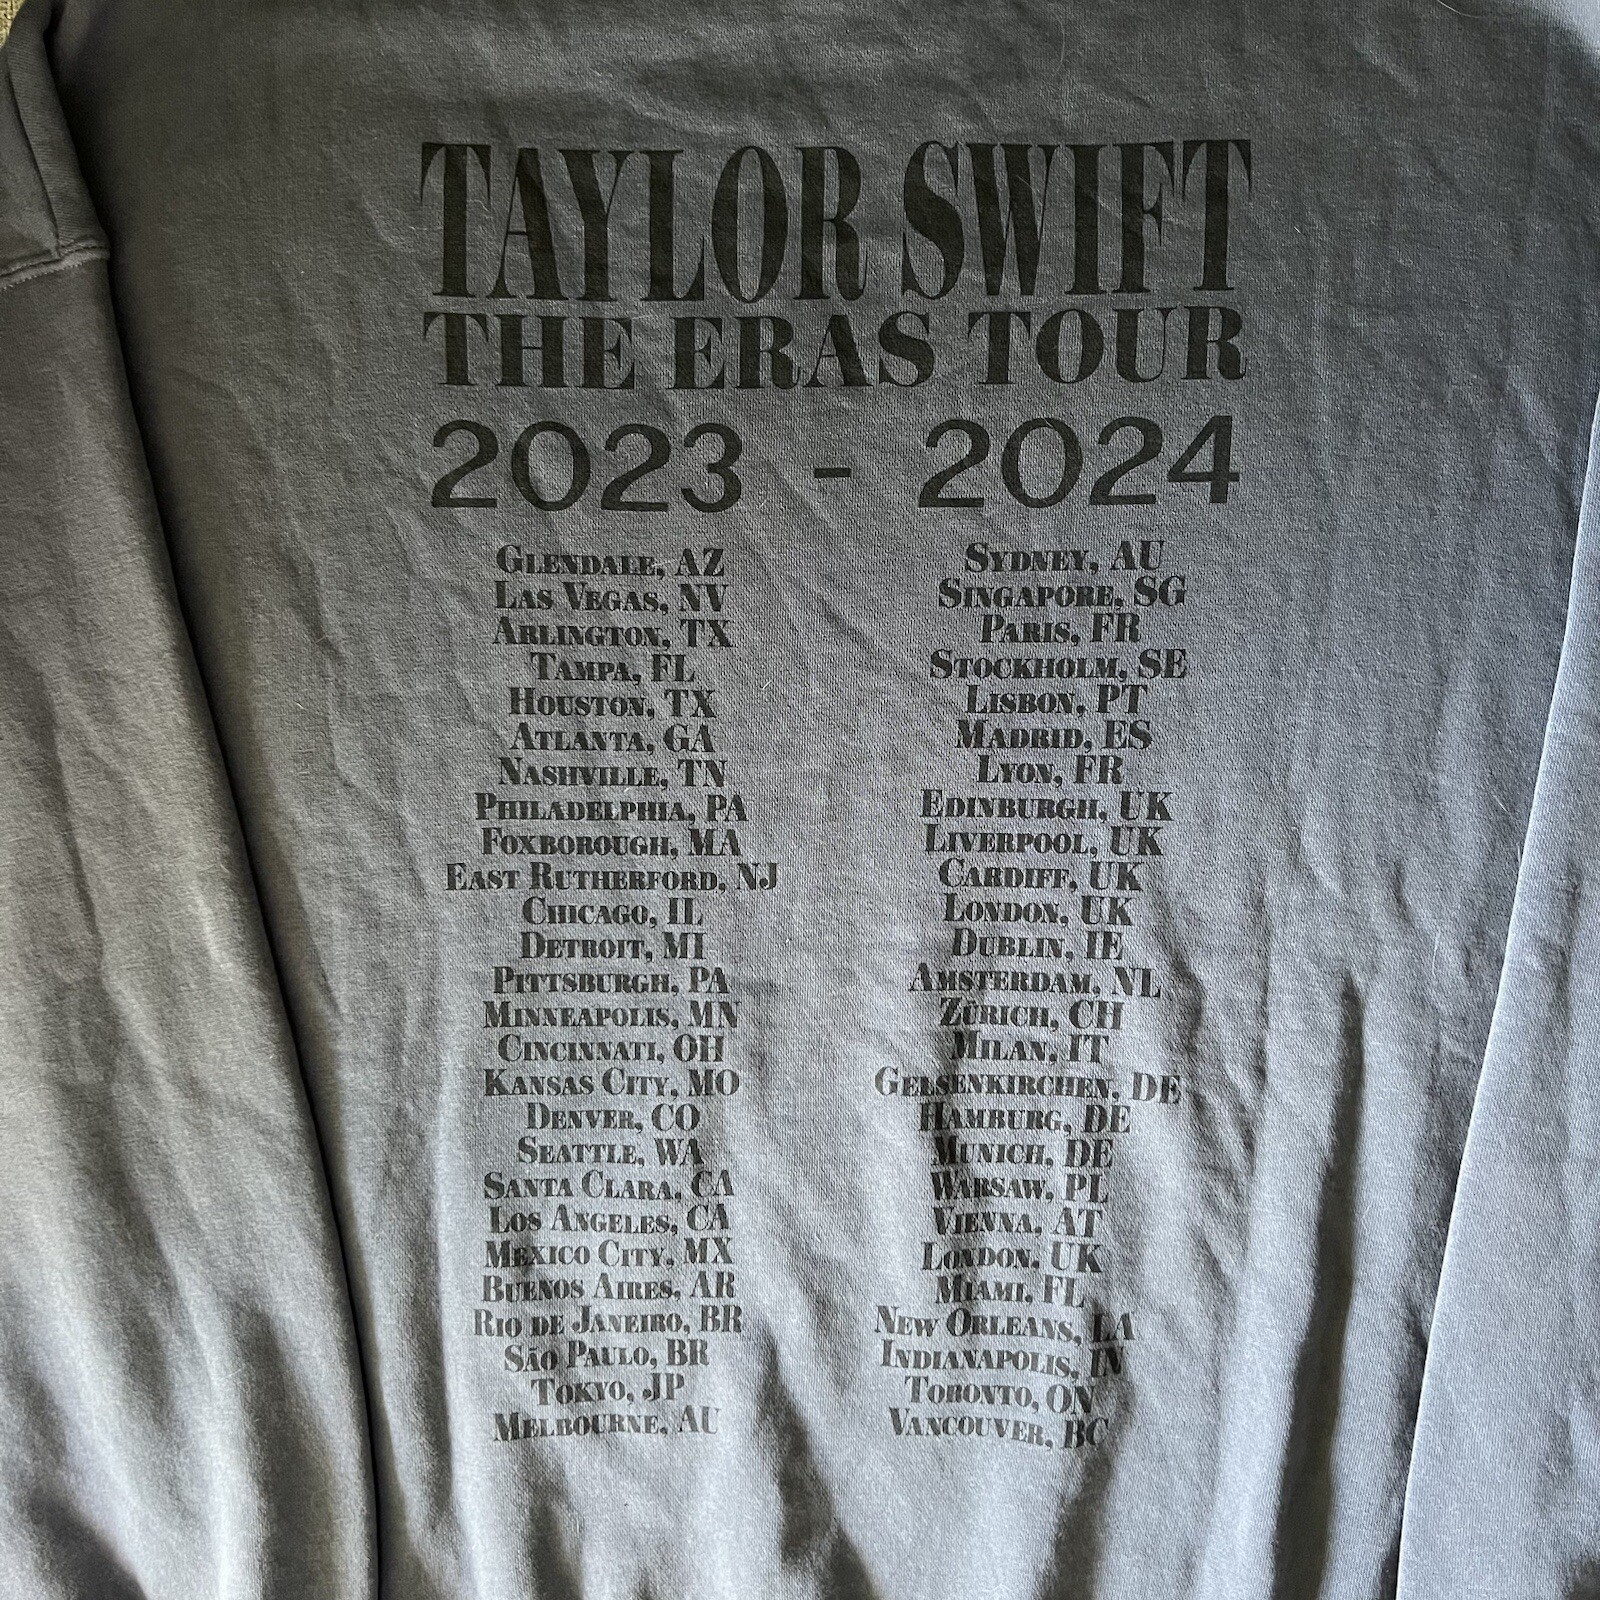 TAYLOR SWIFT
THE ERAS TOUR
2023 - 2024
GLENDALE, AZ
LAS VEGAS, NV
ARLINGTON, TX
TAMPA, FL
HOUSTON, TX
ATLANTA, GA
NASHVILLE, TN
PHILADELPHIA, PA
FOXBOROUGH, MA
EAST RUTHERFORD, NJ
CHICAGO, IL
DETROIT, MI
PITTSBURGH, PA
MINNEAPOLIS, MN
CINCINNATI, OH
KANSAS CITY, MO
DENVER, CO
SEATTLE, WA
SANTA CLARA, CA
LOS ANGELES, CA
MEXICO CITY, MX
BUENOS AIRES, AR
RIO DE JANEIRO, BR
SãO PAULO, BR
TOKYO, JP
MELBOURNE, AU
SYDNEY, AU
SINGAPORE, SG
PARIS, FR
STOCKHOLM, SE
LISBON, PT
MADRID, ES
LYON, FR
EDINBURGH, UK
LIVERPOOL, UK
CARDIFF, UK
LONDON, UK
DUBLIN, IE
AMSTERDAM, NL
ZÜRICH, CH
MILAN, IT
GELSENKIRCHEN, DE
HAMBURG, DE
MUNICH, DE
WARSAW, PL
VIENNA, AT
LONDON, UK
MIAMI, FL
NEW ORLEANS, LA
INDIANAPOLIS, IN
TORONTO, ON
VANCOUVER, BC